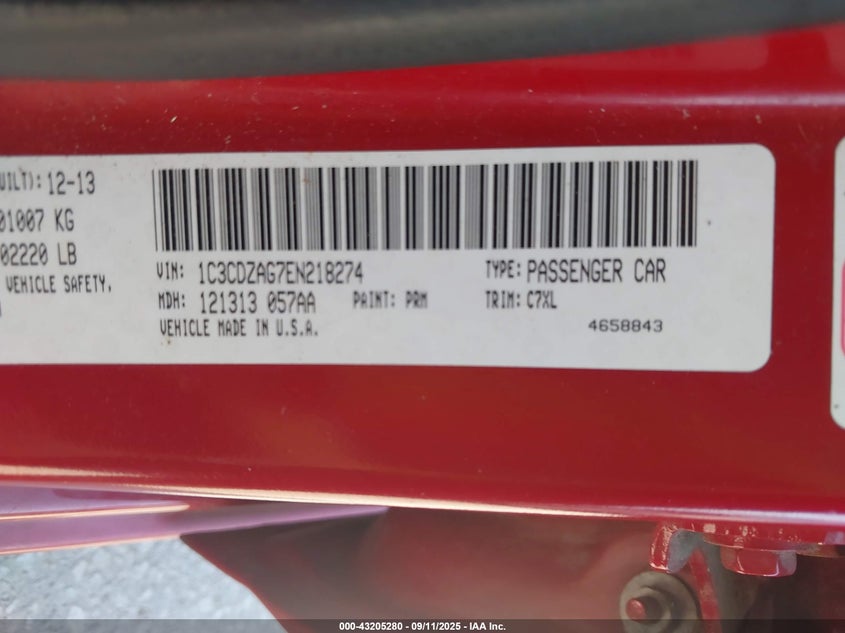 UILT): 12-13
01007 KG
02220 LB
VEHICLE SAFETY,
VIN: 1C3CDZAG7EN218274 TYPE: PASSENGER CAR
MDH: 121313 057AA PAINT: PRM TRIM: C7XL
VEHICLE MADE IN U.S.A. 4658843
000-43205280 - 09/11/2025 - IAA Inc.